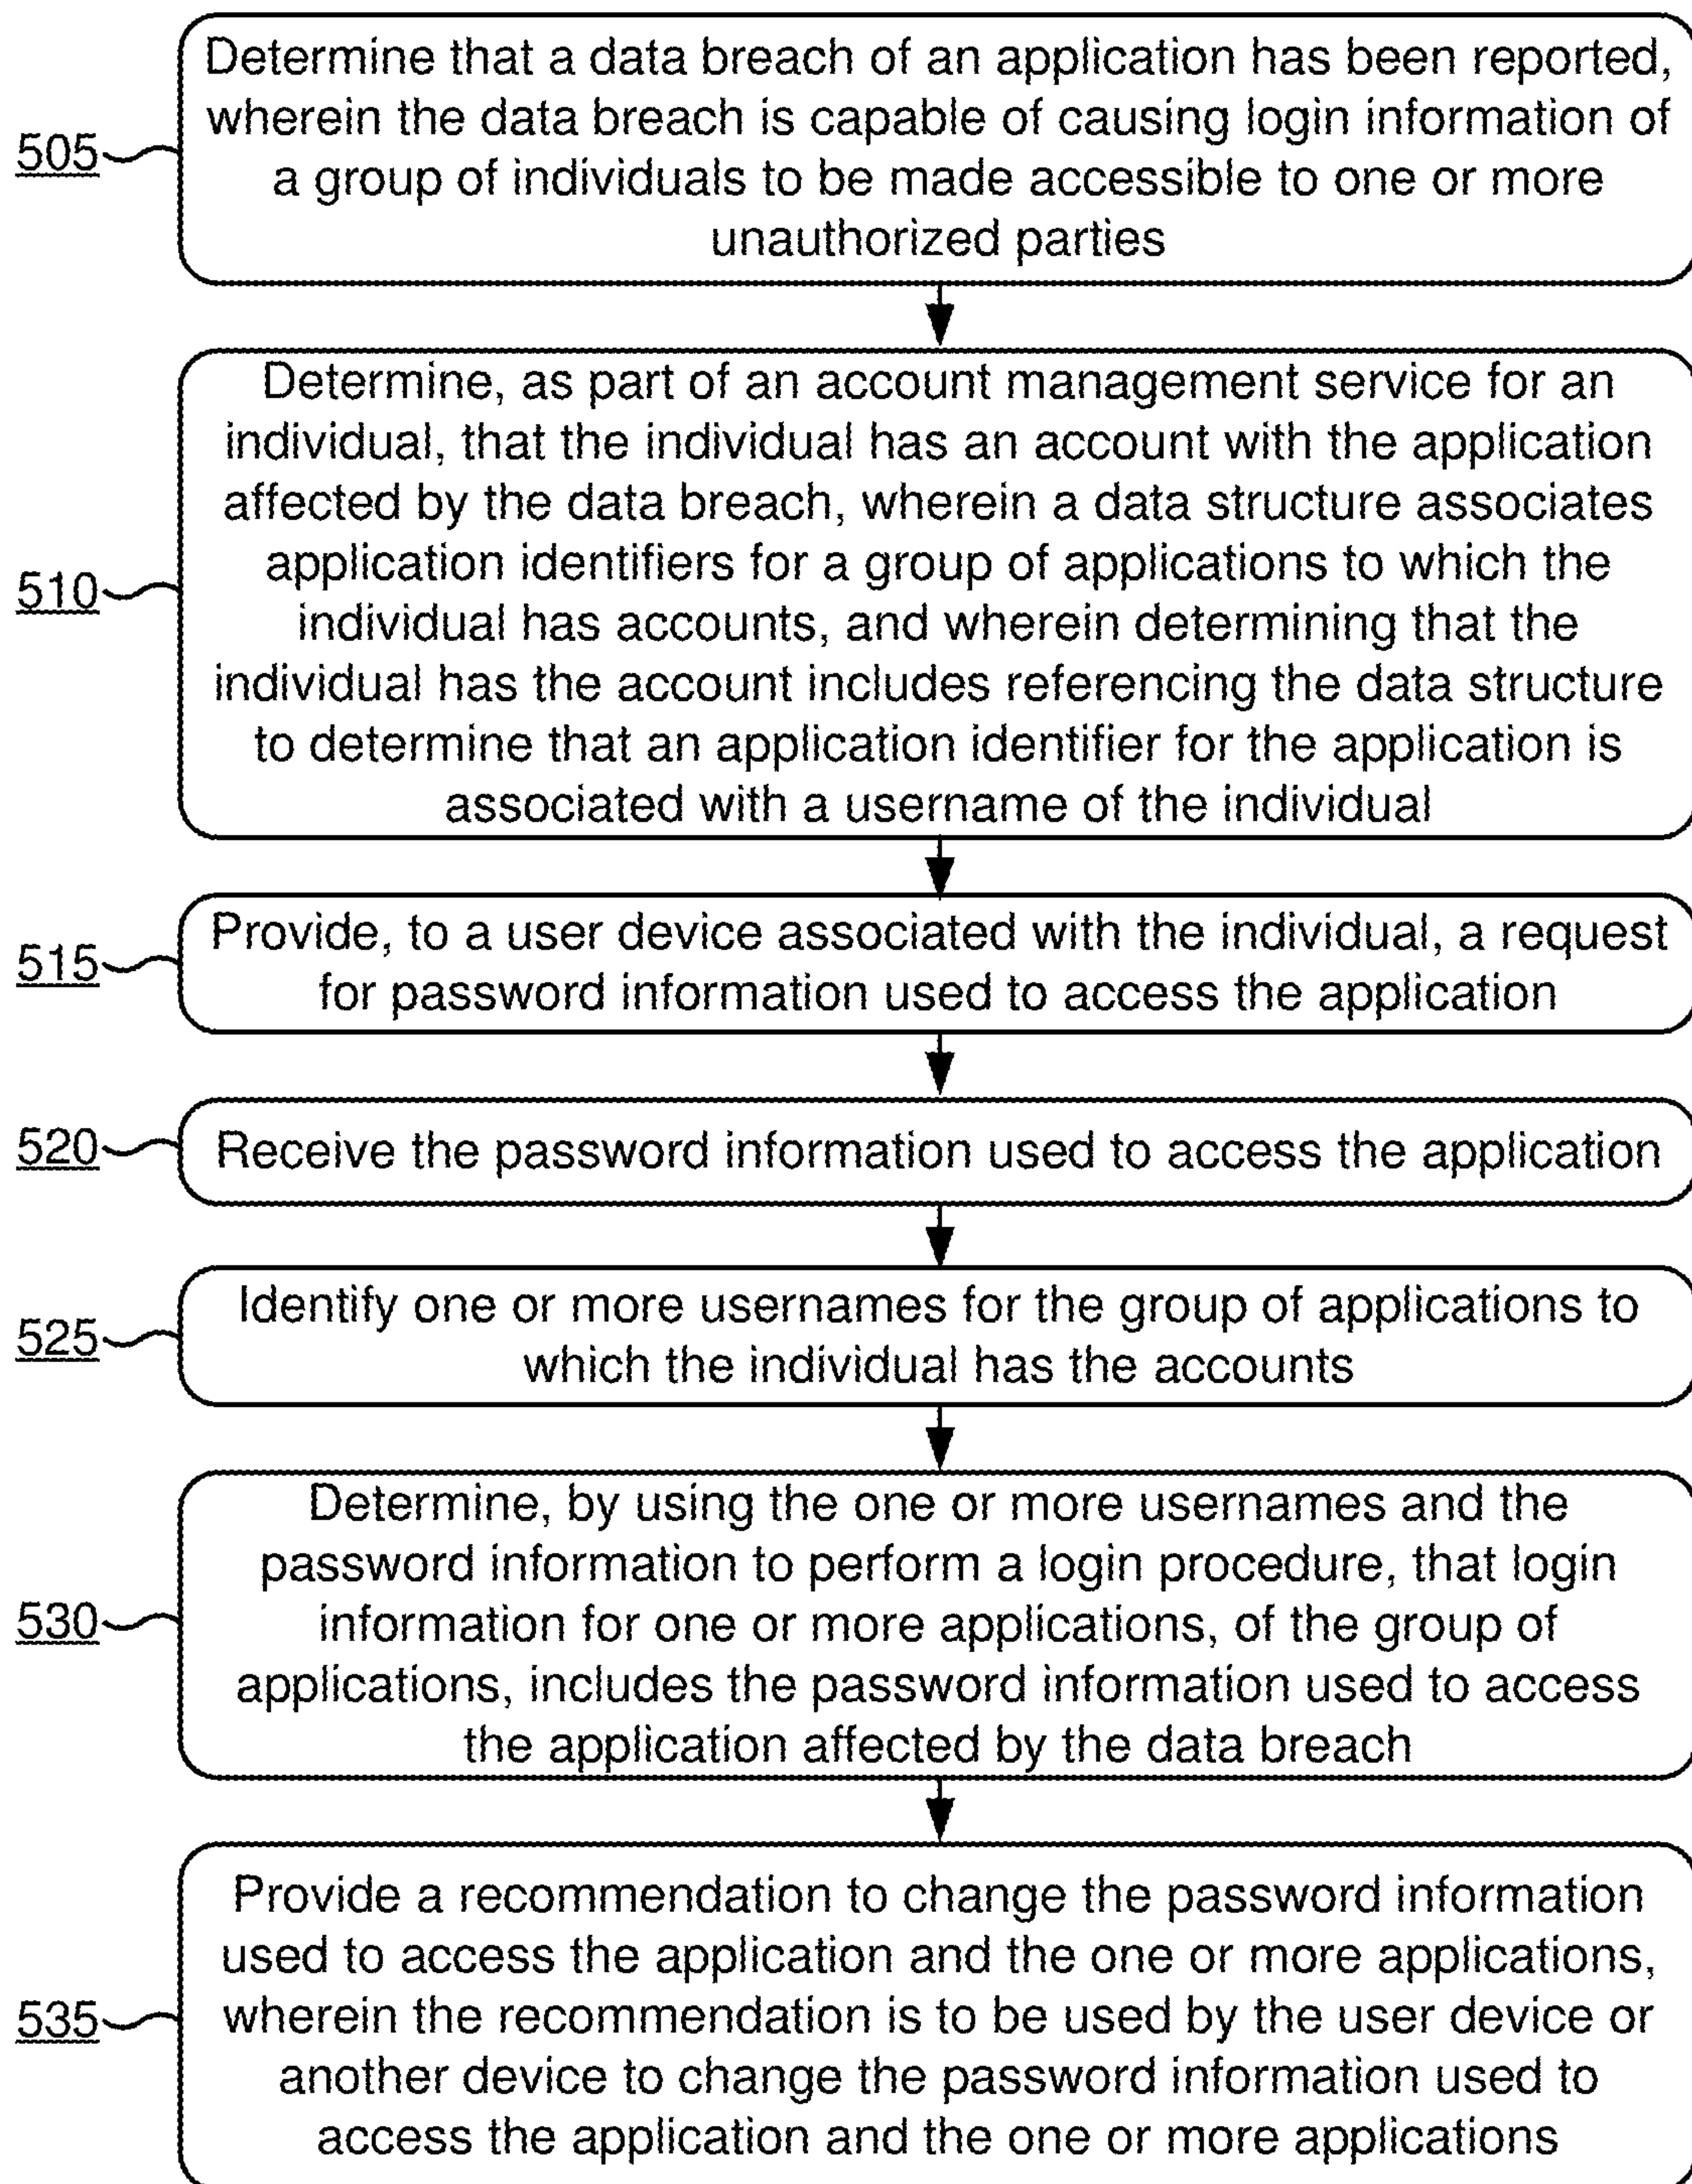 Determine that a data breach of an application has been reported,
wherein the data breach is capable of causing login information of
505
a group of individuals to be made accessible to one or more
unauthorized parties
Determine, as part of an account management service for an
individual, that the individual has an account with the application
affected by the data breach, wherein a data structure associates
application identifiers for a group of applications to which the
510
individual has accounts, and wherein determining that the
individual has the account includes referencing the data structure
to determine that an application identifier for the application is
associated with a username of the individual
Provide, to a user device associated with the individual, a request
515
for password information used to access the application
520
Receive the password information used to access the application
Identify one or more usernames for the group of applications to
525
which the individual has the accounts
Determine, by using the one or more usernames and the
password information to perform a login procedure, that login
530
information for one or more applications, of the group of
applications, includes the password information used to access
the application affected by the data breach
Provide a recommendation to change the password information
used to access the application and the one or more applications,
535
wherein the recommendation is to be used by the user device or
another device to change the password information used to
access the application and the one or more applications